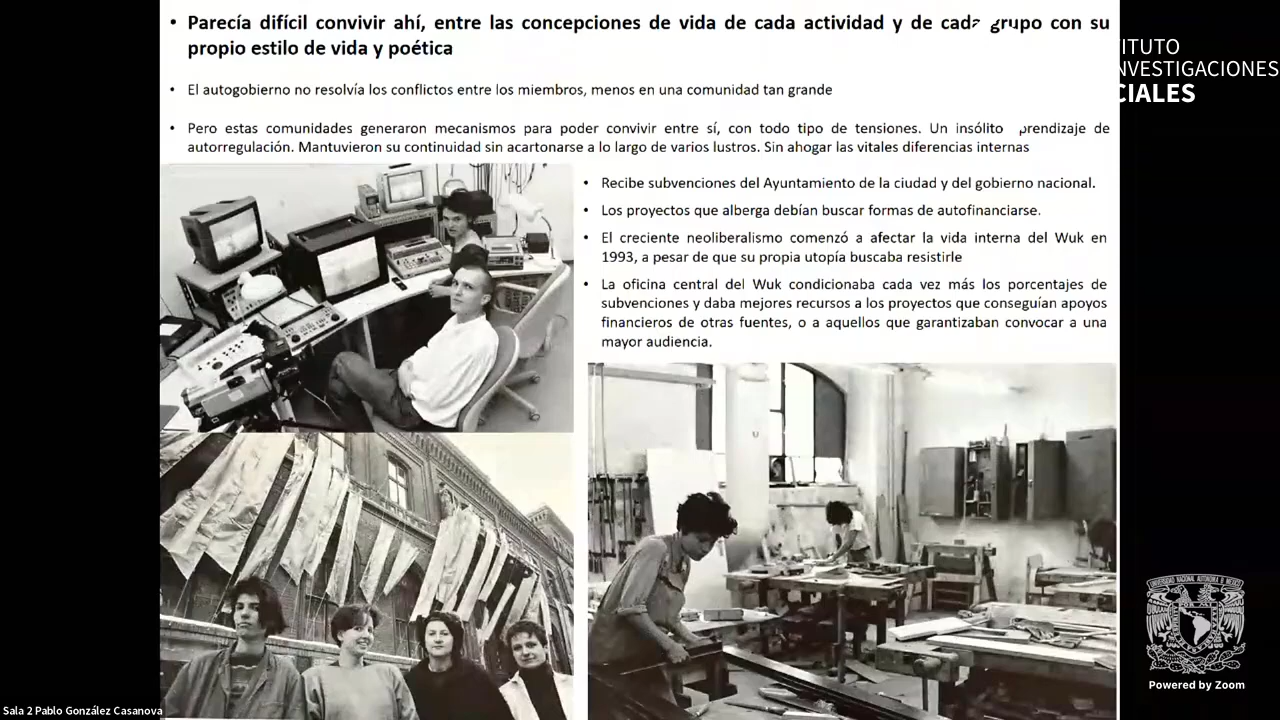 • Parecía difícil convivir ahí, entre las concepciones de vida de cada actividad y de cada grupo con su
propio estilo de vida y poética
• El autogobierno no resolvía los conflictos entre los miembros, menos en una comunidad tan grande
• Pero estas comunidades generaron mecanismos para poder convivir entre sí, con todo tipo de tensiones. Un insólito prendizaje de
autorregulación. Mantuvieron su continuidad sin acartonarse a lo largo de varios lustros. Sin ahogar las vitales diferencias internas
• Recibe subvenciones del Ayuntamiento de la ciudad y del gobierno nacional.
• Los proyectos que alberga debían buscar formas de autofinanciarse.
• El creciente neoliberalismo comenzó a afectar la vida interna del Wuk en
1993, a pesar de que su propia utopía buscaba resistirle
• La oficina central del Wuk condicionaba cada vez más los porcentajes de
subvenciones y daba mejores recursos a los proyectos que conseguían apoyos
financieros de otras fuentes, o a aquellos que garantizaban convocar a una
mayor audiencia.
ITUTO
NVESTIGACIONES
CIALES
Powered by Zoom
Sala 2 Pablo González Casanova